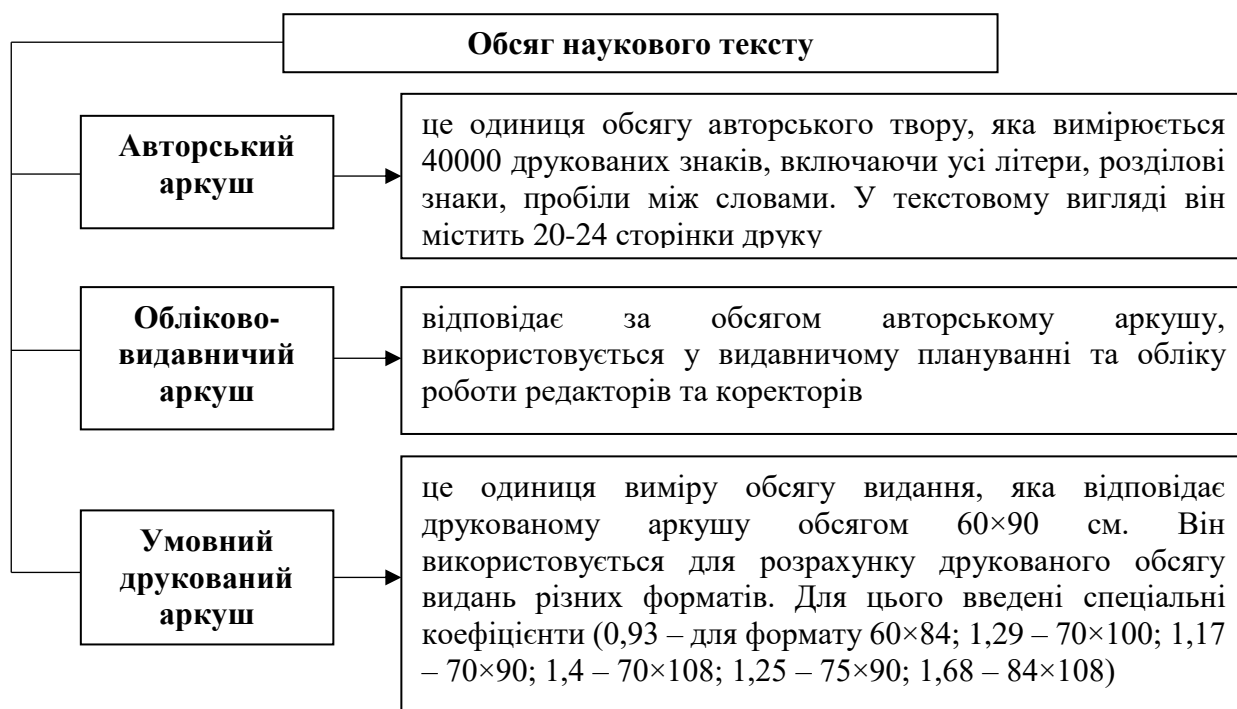 Обсяг наукового тексту
Авторський
аркуш
це одиниця обсягу авторського твору, яка вимірюється
40000 друкованих знаків, включаючи усі літери, розділові
знаки, пробіли між словами. У текстовому вигляді він
містить 20-24 сторінки друку
Обліково-
видавничий
аркуш
відповідає за обсягом авторському аркушу,
використовується у видавничому плануванні та обліку
роботи редакторів та коректорів
Умовний
друкований
аркуш
це одиниця виміру обсягу видання, яка відповідає
друкованому аркушу обсягом 60×90 см. Він
використовується для розрахунку друкованого обсягу
видань різних форматів. Для цього введені спеціальні
коефіцієнти (0,93 – для формату 60×84; 1,29 – 70×100; 1,17
– 70×90; 1,4 – 70×108; 1,25 – 75×90; 1,68 – 84×108)